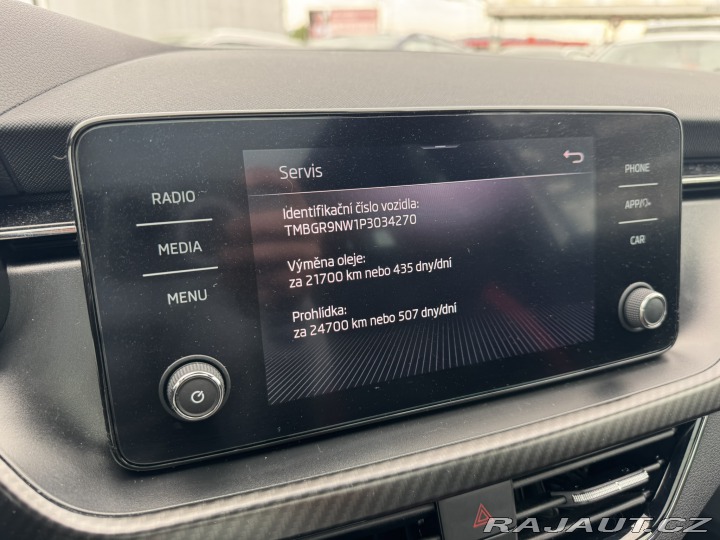 Servis
RADIO
MEDIA
MENU
Identifikační číslo vozidla:
TMBGR9NW1P3034270
Výměna oleje:
za 21700 km nebo 435 dny/dní
Prohlídka:
za 24700 km nebo 507 dny/dní
PHONE
APP/
CAR
RAJAUT.CZ